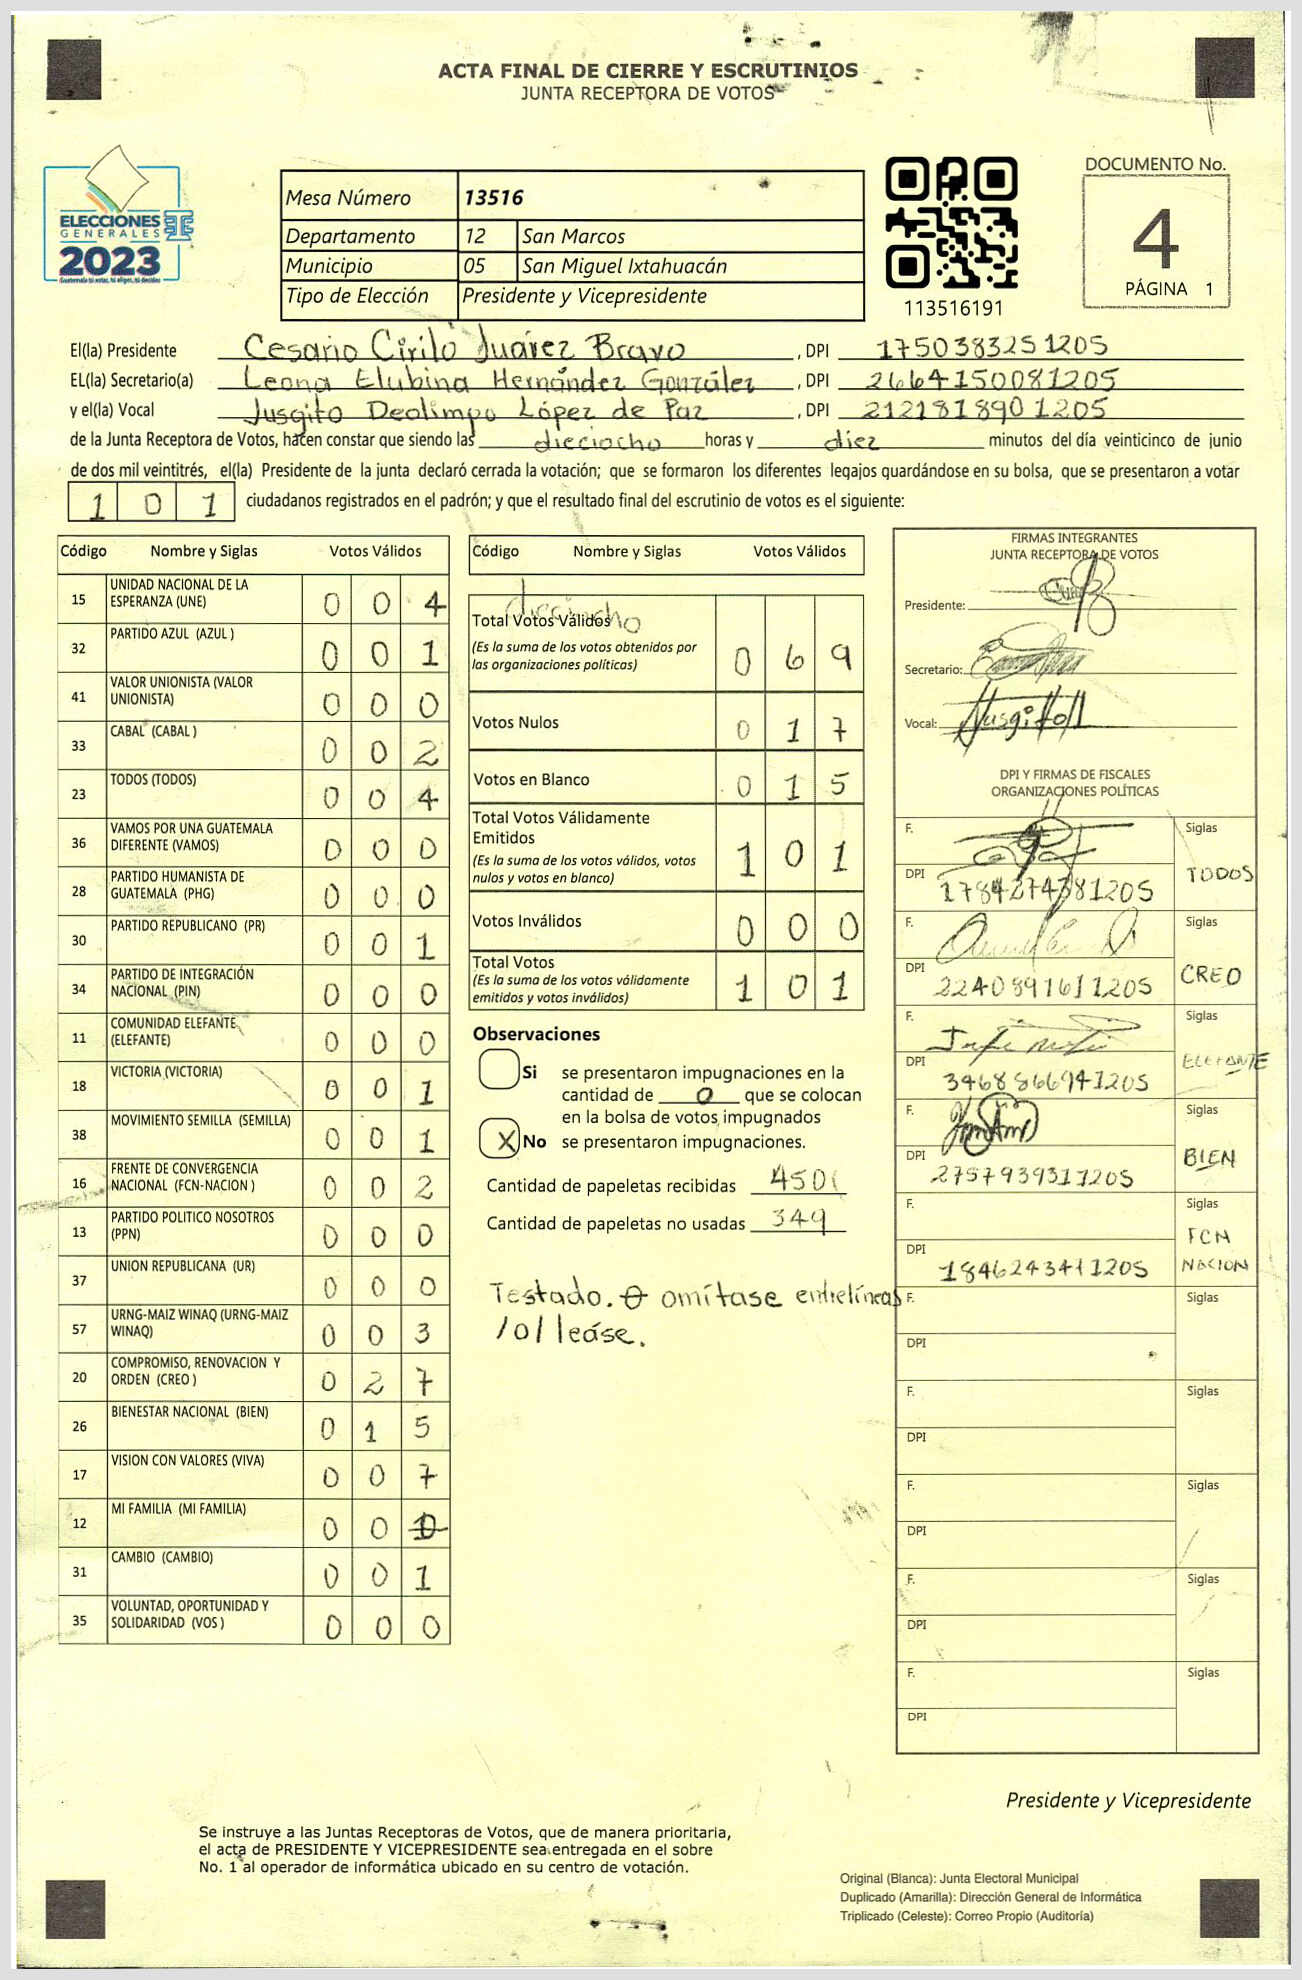 ACTA FINAL DE CIERRE Y ESCRUTINIOS
JUNTA RECEPTORA DE VOTOS
ELECCIONES
GENERALES
2023
Guatemala tú votas, tú eliges, tú decides
Mesa Número 13516
Departamento 12 San Marcos
Municipio 05 San Miguel Ixtahuacán
Tipo de Elección Presidente y Vicepresidente
113516191
DOCUMENTO No.
4
PÁGINA 1
El(la) Presidente Cesario Cirilo Juárez Bravo , DPI 175038325 1205
EL(la) Secretario(a) Leona Elubina Hernández González , DPI 2664150081205
y el(la) Vocal Jusgito Deolimpo López de Paz , DPI 212181890 1205
de la Junta Receptora de Votos, hacen constar que siendo las dieciocho horas y diez minutos del día veinticinco de junio
de dos mil veintitrés, el(la) Presidente de la junta declaró cerrada la votación; que se formaron los diferentes legajos guardándose en su bolsa, que se presentaron a votar
1 0 1 ciudadanos registrados en el padrón; y que el resultado final del escrutinio de votos es el siguiente:
Código Nombre y Siglas Votos Válidos
15 UNIDAD NACIONAL DE LA ESPERANZA (UNE) 0 0 4
32 PARTIDO AZUL (AZUL ) 0 0 1
41 VALOR UNIONISTA (VALOR UNIONISTA) 0 0 0
33 CABAL (CABAL ) 0 0 2
23 TODOS (TODOS) 0 0 4
36 VAMOS POR UNA GUATEMALA DIFERENTE (VAMOS) 0 0 0
28 PARTIDO HUMANISTA DE GUATEMALA (PHG) 0 0 0
30 PARTIDO REPUBLICANO (PR) 0 0 1
34 PARTIDO DE INTEGRACIÓN NACIONAL (PIN) 0 0 0
11 COMUNIDAD ELEFANTE (ELEFANTE) 0 0 0
18 VICTORIA (VICTORIA) 0 0 1
38 MOVIMIENTO SEMILLA (SEMILLA) 0 0 1
16 FRENTE DE CONVERGENCIA NACIONAL (FCN-NACION ) 0 0 2
13 PARTIDO POLITICO NOSOTROS (PPN) 0 0 0
37 UNION REPUBLICANA (UR) 0 0 0
57 URNG-MAIZ WINAQ (URNG-MAIZ WINAQ) 0 0 3
20 COMPROMISO, RENOVACION Y ORDEN (CREO ) 0 2 7
26 BIENESTAR NACIONAL (BIEN) 0 1 5
17 VISION CON VALORES (VIVA) 0 0 7
12 MI FAMILIA (MI FAMILIA) 0 0
31 CAMBIO (CAMBIO) 0 0 1
35 VOLUNTAD, OPORTUNIDAD Y SOLIDARIDAD (VOS ) 0 0 0
Código Nombre y Siglas Votos Válidos
dieciocho
Total Votos Válidos 0 6 9
(Es la suma de los votos obtenidos por
las organizaciones políticas)
Votos Nulos 0 1 7
Votos en Blanco 0 1 5
Total Votos Válidamente
Emitidos 1 0 1
(Es la suma de los votos válidos, votos
nulos y votos en blanco)
Votos Inválidos 0 0 0
Total Votos 1 0 1
(Es la suma de los votos válidamente
emitidos y votos inválidos)
Observaciones
Si se presentaron impugnaciones en la
cantidad de 0 que se colocan
en la bolsa de votos impugnados
X No se presentaron impugnaciones.
Cantidad de papeletas recibidas 450
Cantidad de papeletas no usadas 349
Testado. 0 omítase entrelíneas
/0/ leáse.
FIRMAS INTEGRANTES
JUNTA RECEPTORA DE VOTOS
Presidente:
Secretario:
Vocal:
DPI Y FIRMAS DE FISCALES
ORGANIZACIONES POLÍTICAS
F. Siglas
DPI 1784274381205 TODOS
F. Siglas
DPI 2240891611205 CREO
F. Siglas
DPI 3468866941205 ELEFANTE
F. Siglas
DPI 2757939311205 BIEN
F. Siglas
DPI 1846243411205 FCN NACION
F. Siglas
DPI
F. Siglas
DPI
F. Siglas
DPI
F. Siglas
DPI
F. Siglas
DPI
Presidente y Vicepresidente
Se instruye a las Juntas Receptoras de Votos, que de manera prioritaria,
el acta de PRESIDENTE Y VICEPRESIDENTE sea entregada en el sobre
No. 1 al operador de informática ubicado en su centro de votación.
Original (Blanca): Junta Electoral Municipal
Duplicado (Amarilla): Dirección General de Informática
Triplicado (Celeste): Correo Propio (Auditoría)